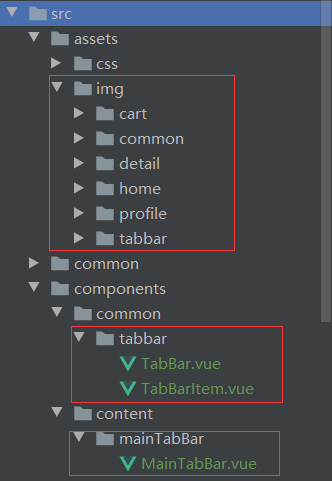 src
assets
css
img
cart
common
detail
home
profile
tabbar
common
components
common
tabbar
TabBar.vue
TabBarItem.vue
content
mainTabBar
MainTabBar.vue